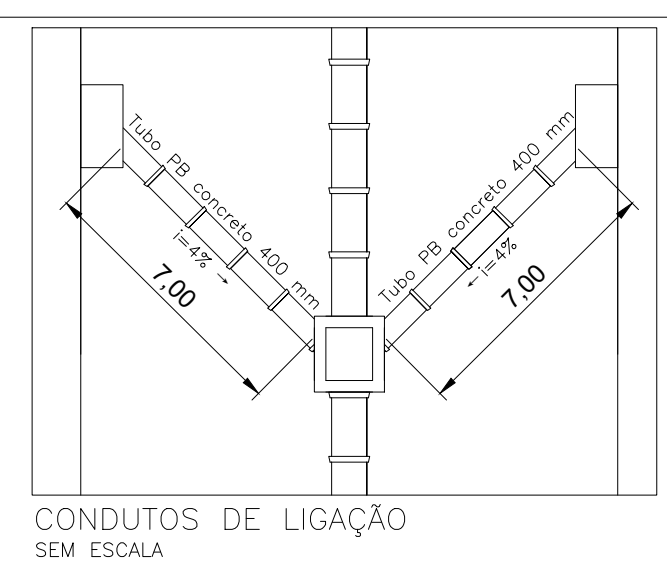 Tubo PB concreto 400 mm
i=4%
7,00
Tubo PB concreto 400 mm
i=4%
7,00
CONDUTOS DE LIGAÇÃO
SEM ESCALA